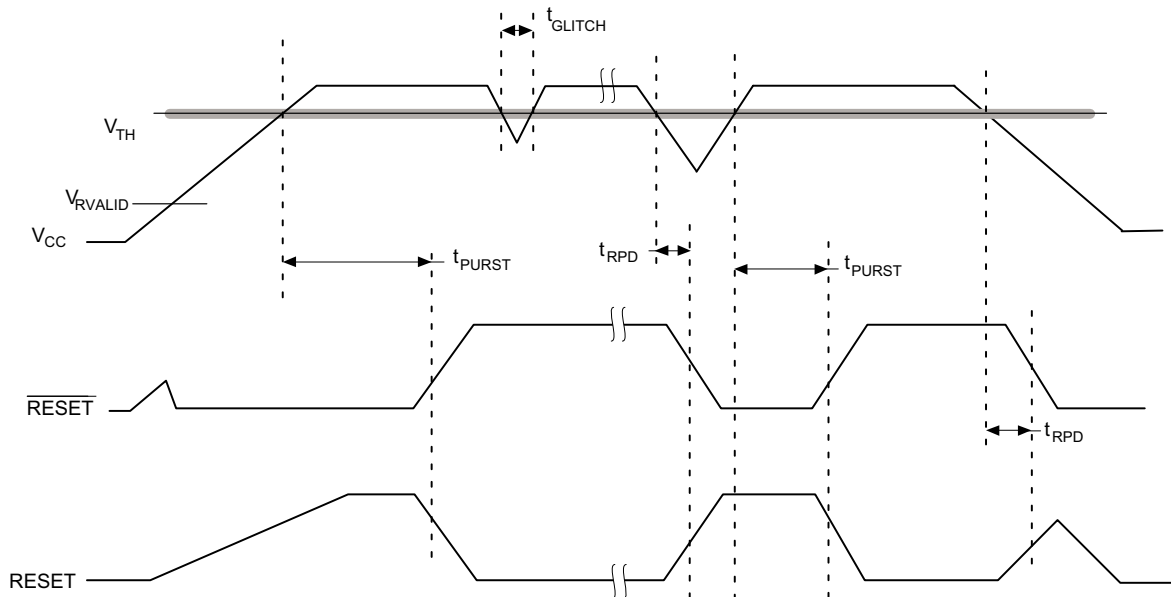 tGLITCH
VTH
VRVALID
VCC
tPURST
tRPD
tPURST
RESET
tRPD
RESET